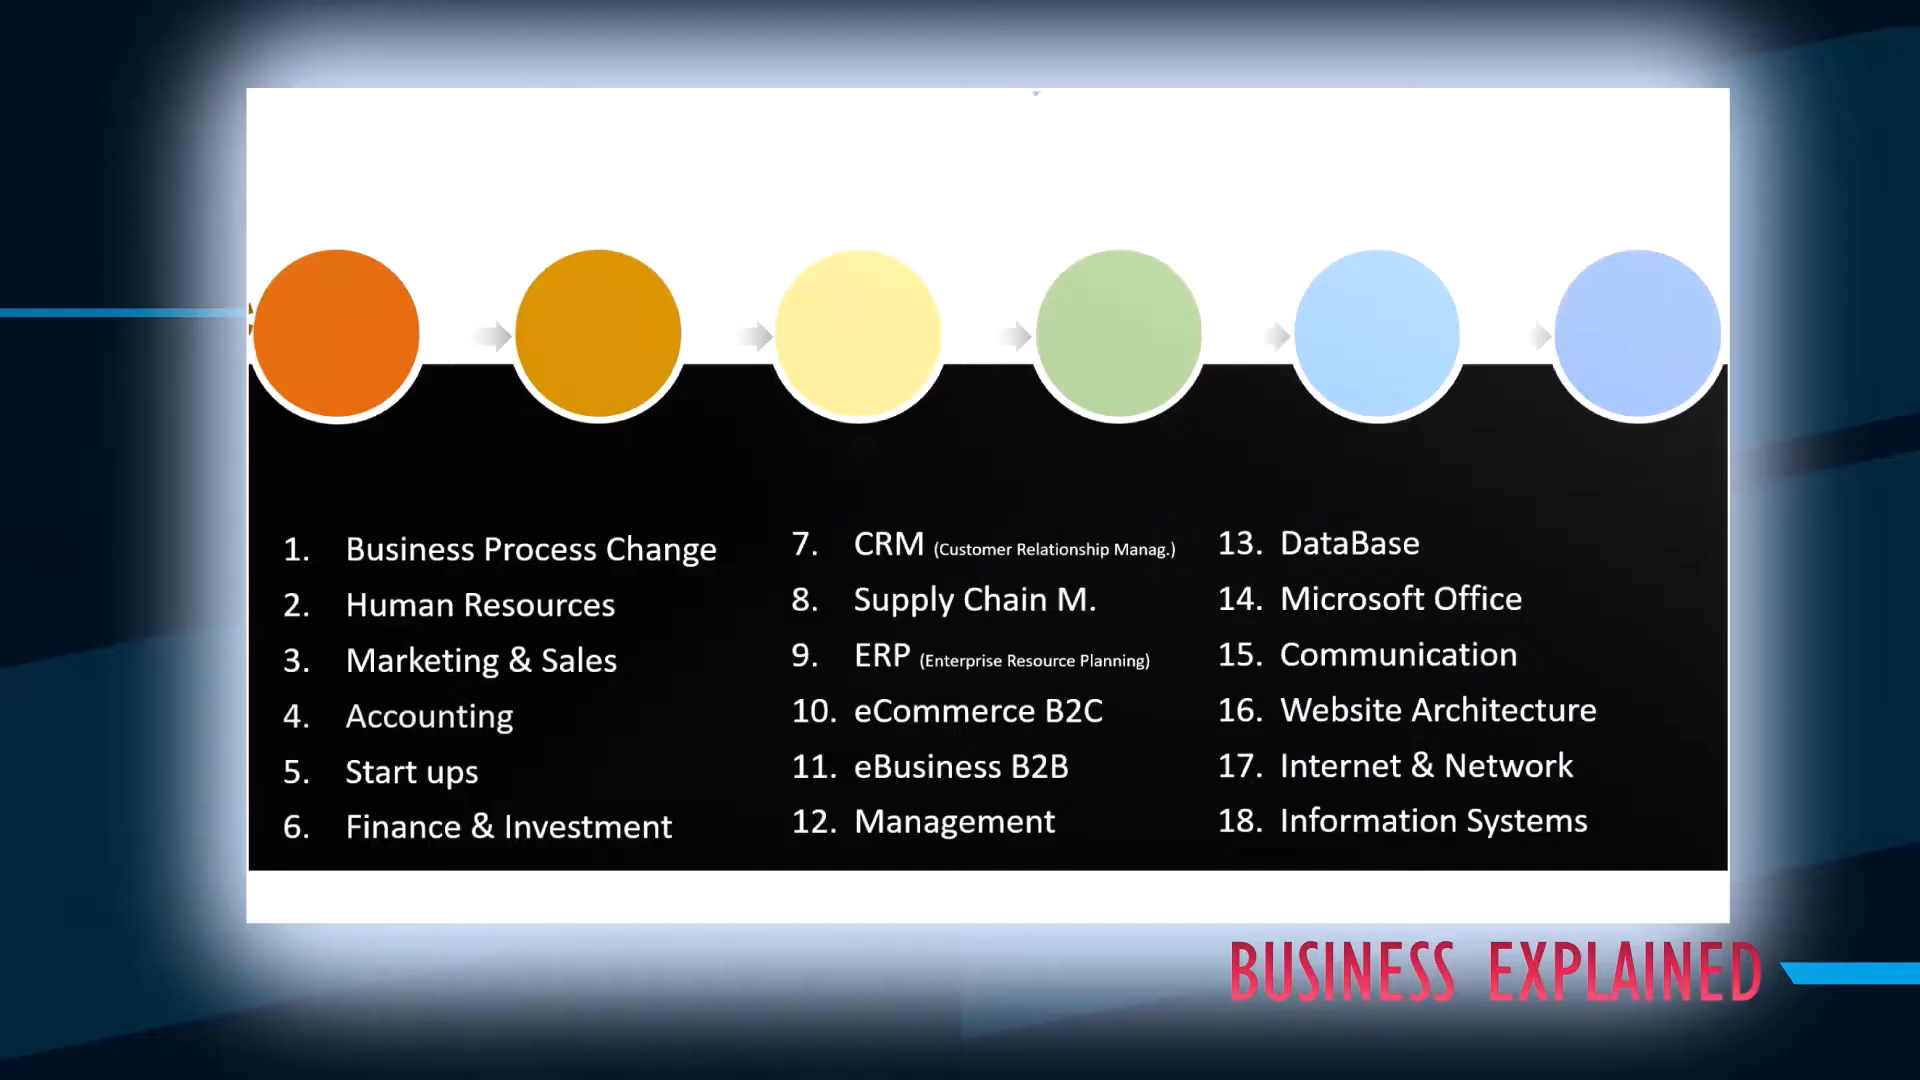 1. Business Process Change
2. Human Resources
3. Marketing & Sales
4. Accounting
5. Start ups
6. Finance & Investment
7. CRM (Customer Relationship Manag.)
8. Supply Chain M.
9. ERP (Enterprise Resource Planning)
10. eCommerce B2C
11. eBusiness B2B
12. Management
13. DataBase
14. Microsoft Office
15. Communication
16. Website Architecture
17. Internet & Network
18. Information Systems
BUSINESS EXPLAINED